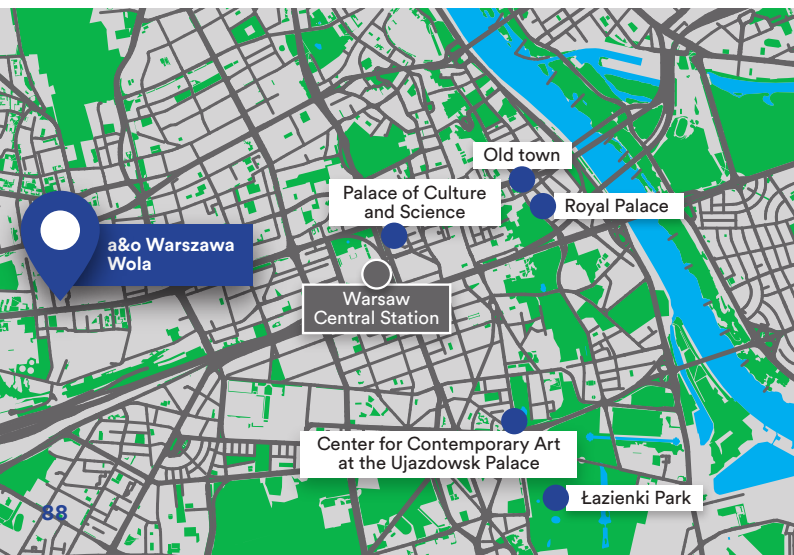 Old town
Palace of Culture
and Science
Royal Palace
a&o Warszawa
Wola
Warsaw
Central Station
Center for Contemporary Art
at the Ujazdowsk Palace
Łazienki Park
88